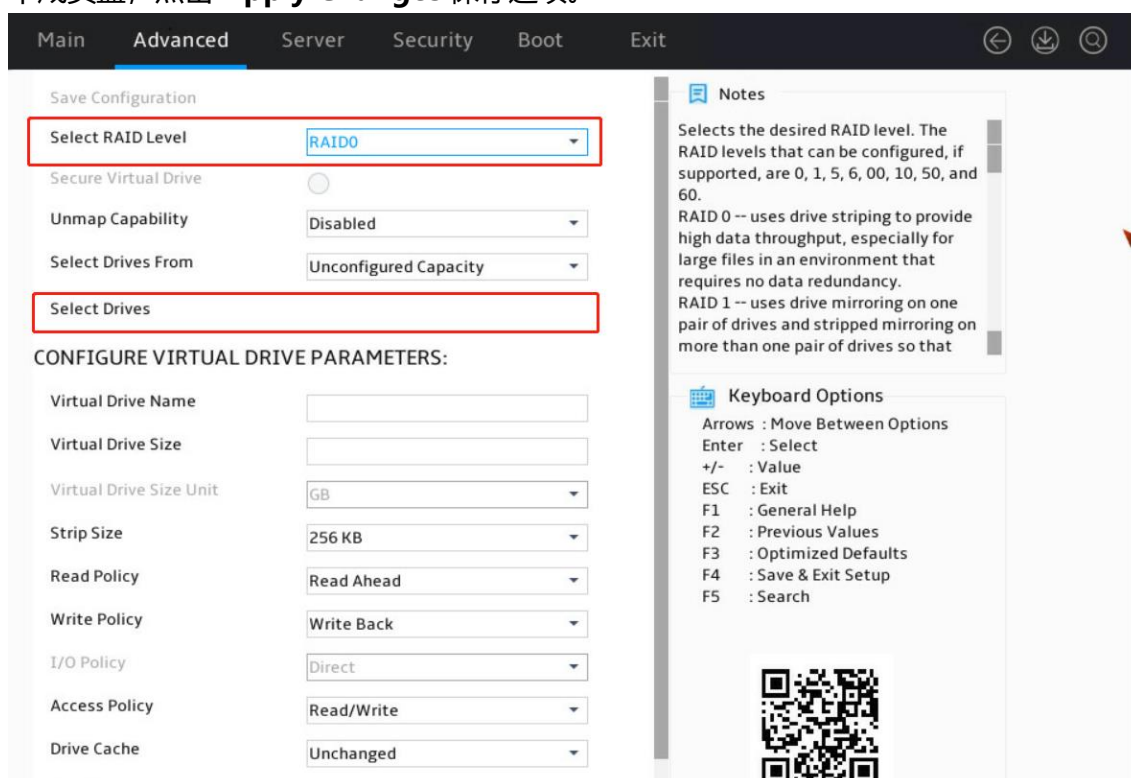 Main Advanced Server Security Boot Exit
Save Configuration
Select RAID Level RAID0
Secure Virtual Drive
Unmap Capability Disabled
Select Drives From Unconfigured Capacity
Select Drives
CONFIGURE VIRTUAL DRIVE PARAMETERS:
Virtual Drive Name
Virtual Drive Size
Virtual Drive Size Unit GB
Strip Size 256 KB
Read Policy Read Ahead
Write Policy Write Back
I/O Policy Direct
Access Policy Read/Write
Drive Cache Unchanged
Notes
Selects the desired RAID level. The
RAID levels that can be configured, if
supported, are 0, 1, 5, 6, 00, 10, 50, and
60.
RAID 0 -- uses drive striping to provide
high data throughput, especially for
large files in an environment that
requires no data redundancy.
RAID 1 -- uses drive mirroring on one
pair of drives and stripped mirroring on
more than one pair of drives so that
Keyboard Options
Arrows : Move Between Options
Enter : Select
+/- : Value
ESC : Exit
F1 : General Help
F2 : Previous Values
F3 : Optimized Defaults
F4 : Save & Exit Setup
F5 : Search